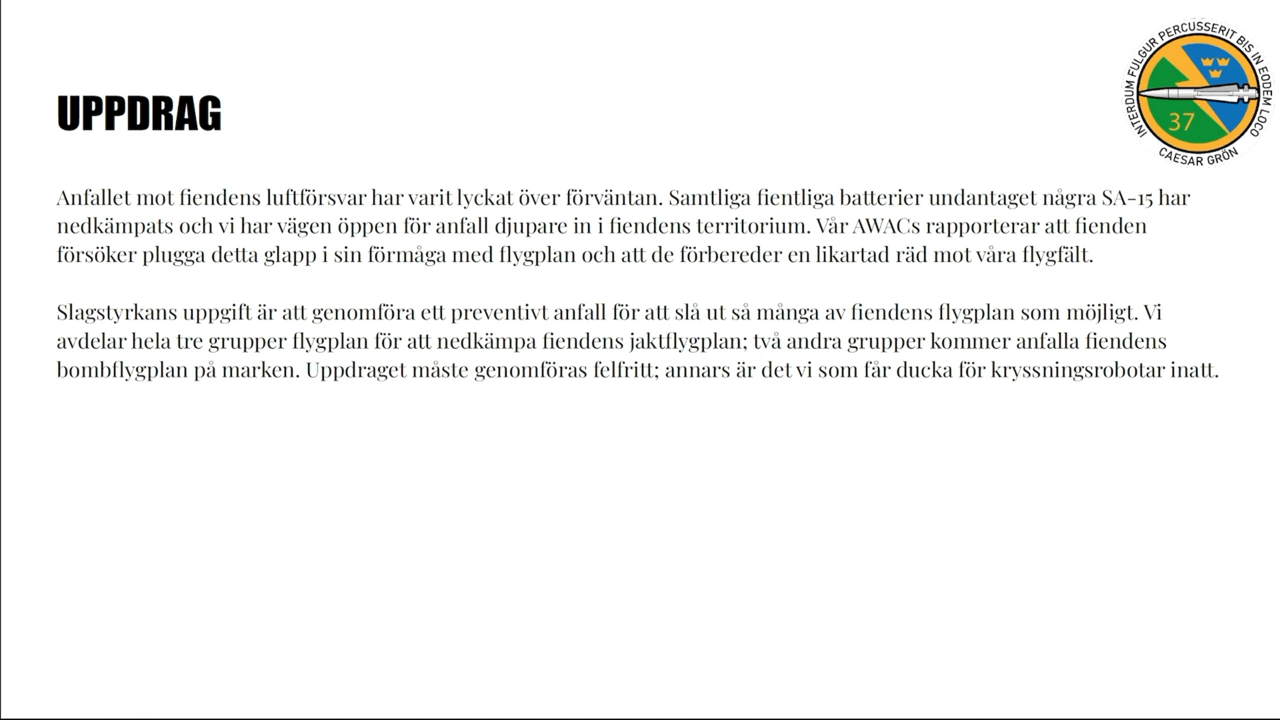 UPPDRAG
INTERDUM FULGUR PERCUSSERIT BIS IN EODEM LOCO
37
CAESAR GRÖN
Anfallet mot fiendens luftförsvar har varit lyckat över förväntan. Samtliga fientliga batterier undantaget några SA-15 har
nedkämpats och vi har vägen öppen för anfall djupare in i fiendens territorium. Vår AWACs rapporterar att fienden
försöker plugga detta glapp i sin förmåga med flygplan och att de förbereder en likartad räd mot våra flygfält.
Slagstyrkans uppgift är att genomföra ett preventivt anfall för att slå ut så många av fiendens flygplan som möjligt. Vi
avdelar hela tre grupper flygplan för att nedkämpa fiendens jaktflygplan; två andra grupper kommer anfalla fiendens
bombflygplan på marken. Uppdraget måste genomföras felfritt; annars är det vi som får ducka för kryssningsrobotar inatt.